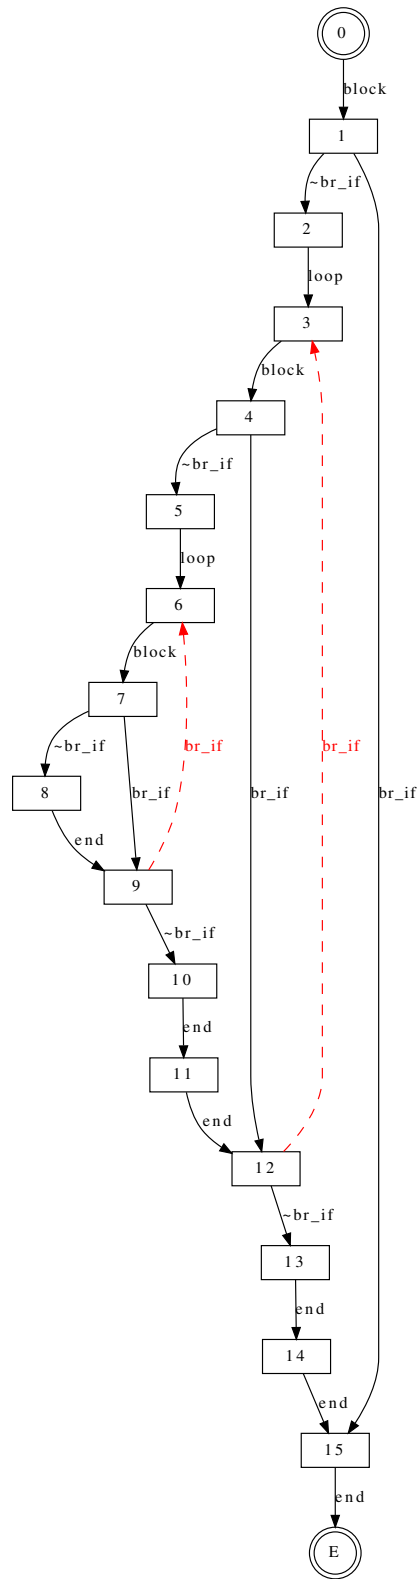 0
block
1
~br_if
2
loop
3
block
4
~br_if
5
loop
6
block
7
~br_if
br_if
br_if
br_if
br_if
8
br_if
end
9
~br_if
10
end
11
end
12
~br_if
13
end
14
end
15
end
E